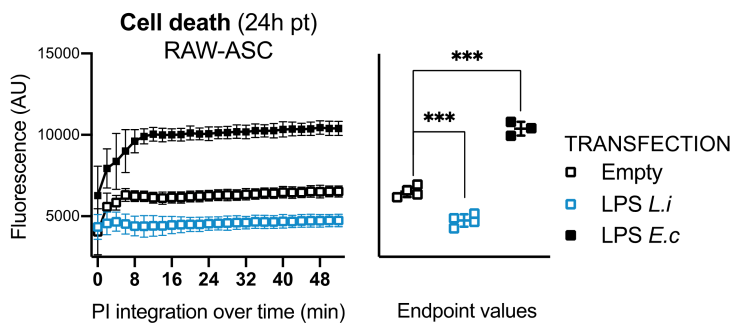 Cell death (24h pt)
RAW-ASC
Fluorescence (AU)
15000
10000
5000
0 8 16 24 32 40 48
PI integration over time (min)
***
***
Endpoint values
TRANSFECTION
Empty
LPS L.i
LPS E.c